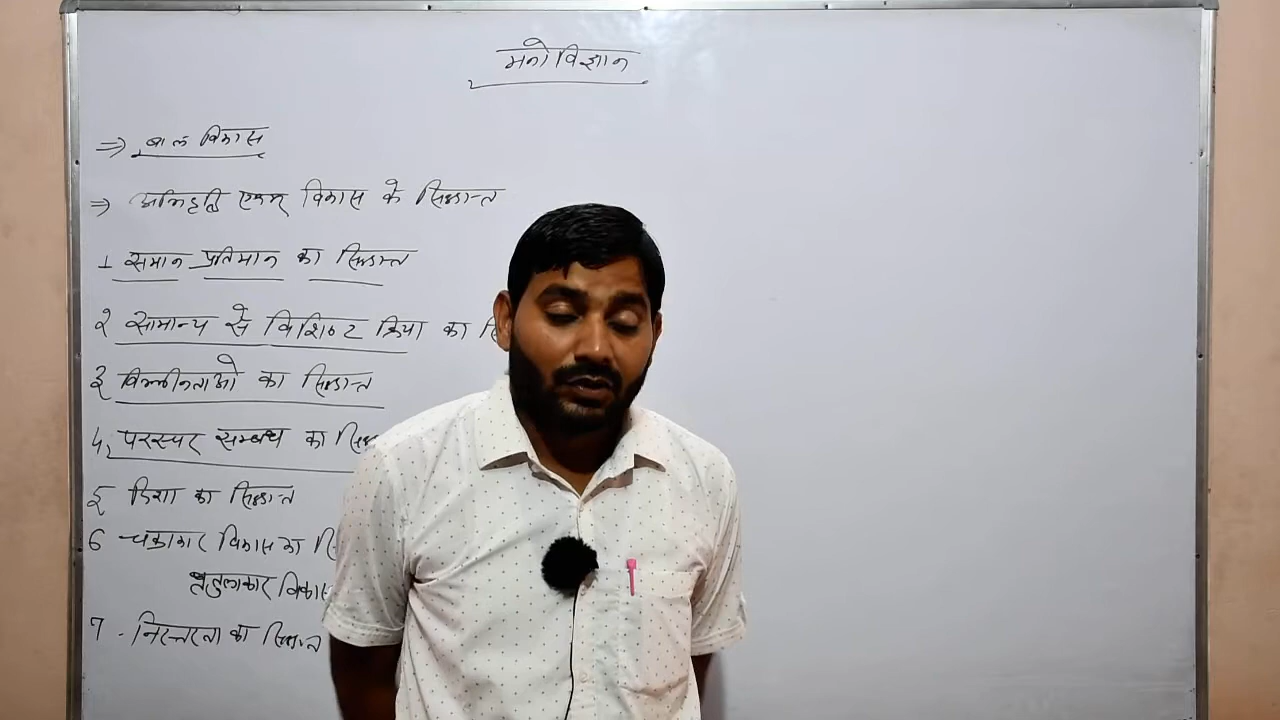 मनोविज्ञान
⇒ बाल विकास
⇒ अभिवृद्धि एवम् विकास के सिद्धान्त
1 समान प्रतिमान का सिद्धान्त
2 सामान्य से विशिष्ट क्रिया का सि
3 विभिन्नताओ का सिद्धान्त
4, परस्पर सम्बन्ध का सिद्ध
5 दिशा का सिद्धान्त
6 चक्राकार विकास का सि
विकास
7 . निरन्तरता का सिद्धान्त